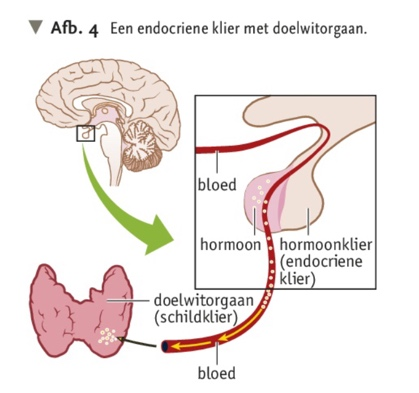 ▼ Afb. 4 Een endocriene klier met doelwitorgaan.
bloed
hormoon
hormoonklier
(endocriene
klier)
doelwitorgaan
(schildklier)
bloed